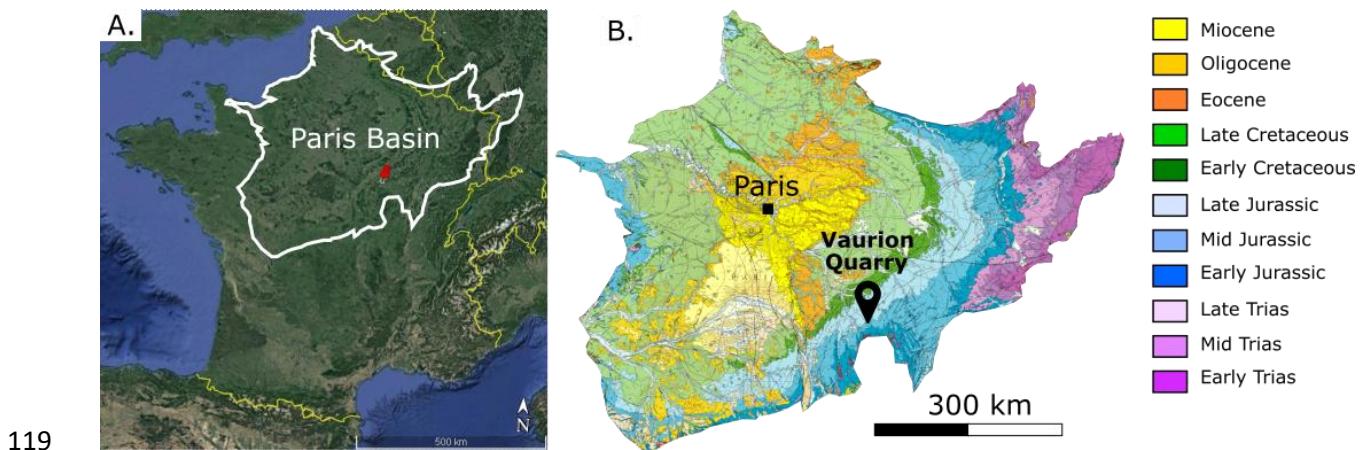 A.
Paris Basin
N
500 km
B.
Paris
Vaurion
Quarry
300 km
Miocene
Oligocene
Eocene
Late Cretaceous
Early Cretaceous
Late Jurassic
Mid Jurassic
Early Jurassic
Late Trias
Mid Trias
Early Trias
119